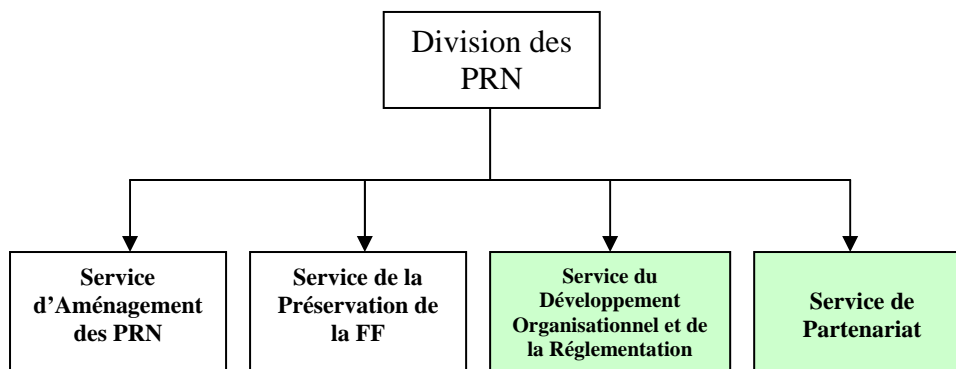 Division des
PRN
Service
d'Aménagement
des PRN
Service de la
Préservation de
la FF
Service du
Développement
Organisationnel et de
la Réglementation
Service de
Partenariat